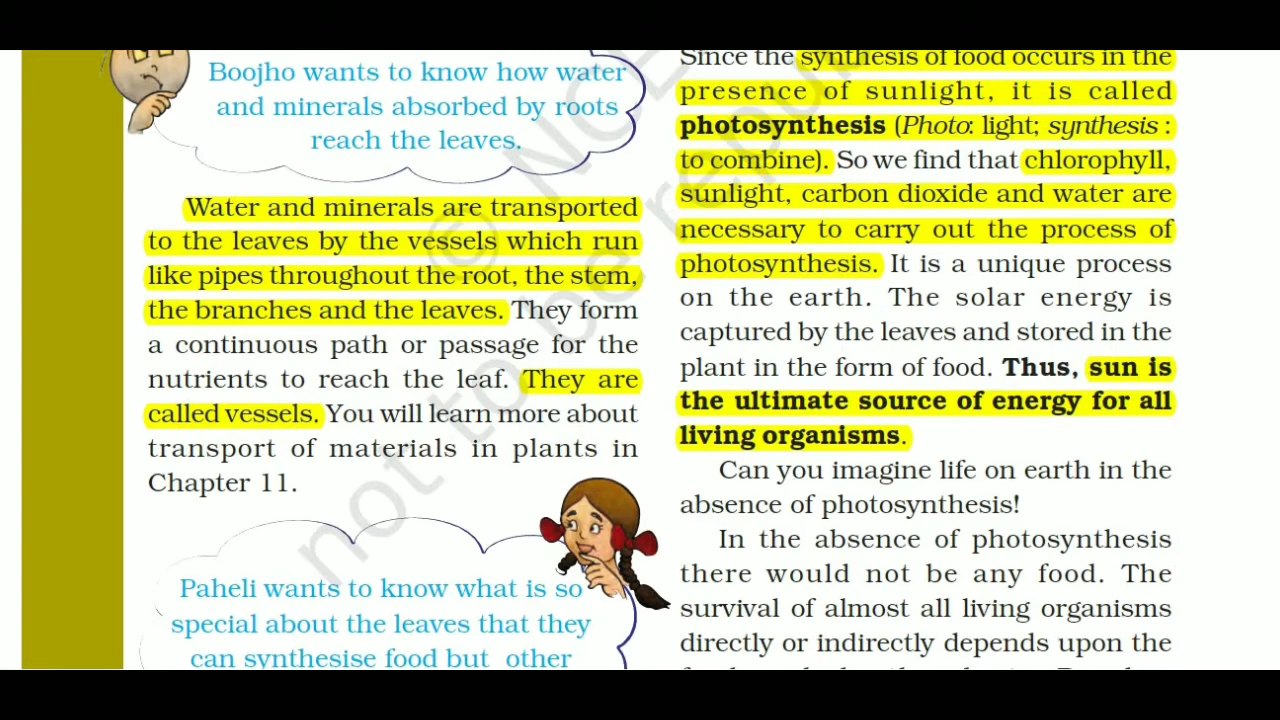 Boojho wants to know how water
and minerals absorbed by roots
reach the leaves.
Water and minerals are transported
to the leaves by the vessels which run
like pipes throughout the root, the stem,
the branches and the leaves. They form
a continuous path or passage for the
nutrients to reach the leaf. They are
called vessels. You will learn more about
transport of materials in plants in
Chapter 11.
Paheli wants to know what is so
special about the leaves that they
can synthesise food but other
Since the synthesis of food occurs in the
presence of sunlight, it is called
photosynthesis (Photo: light; synthesis :
to combine). So we find that chlorophyll,
sunlight, carbon dioxide and water are
necessary to carry out the process of
photosynthesis. It is a unique process
on the earth. The solar energy is
captured by the leaves and stored in the
plant in the form of food. Thus, sun is
the ultimate source of energy for all
living organisms.
Can you imagine life on earth in the
absence of photosynthesis!
In the absence of photosynthesis
there would not be any food. The
survival of almost all living organisms
directly or indirectly depends upon the
not to be